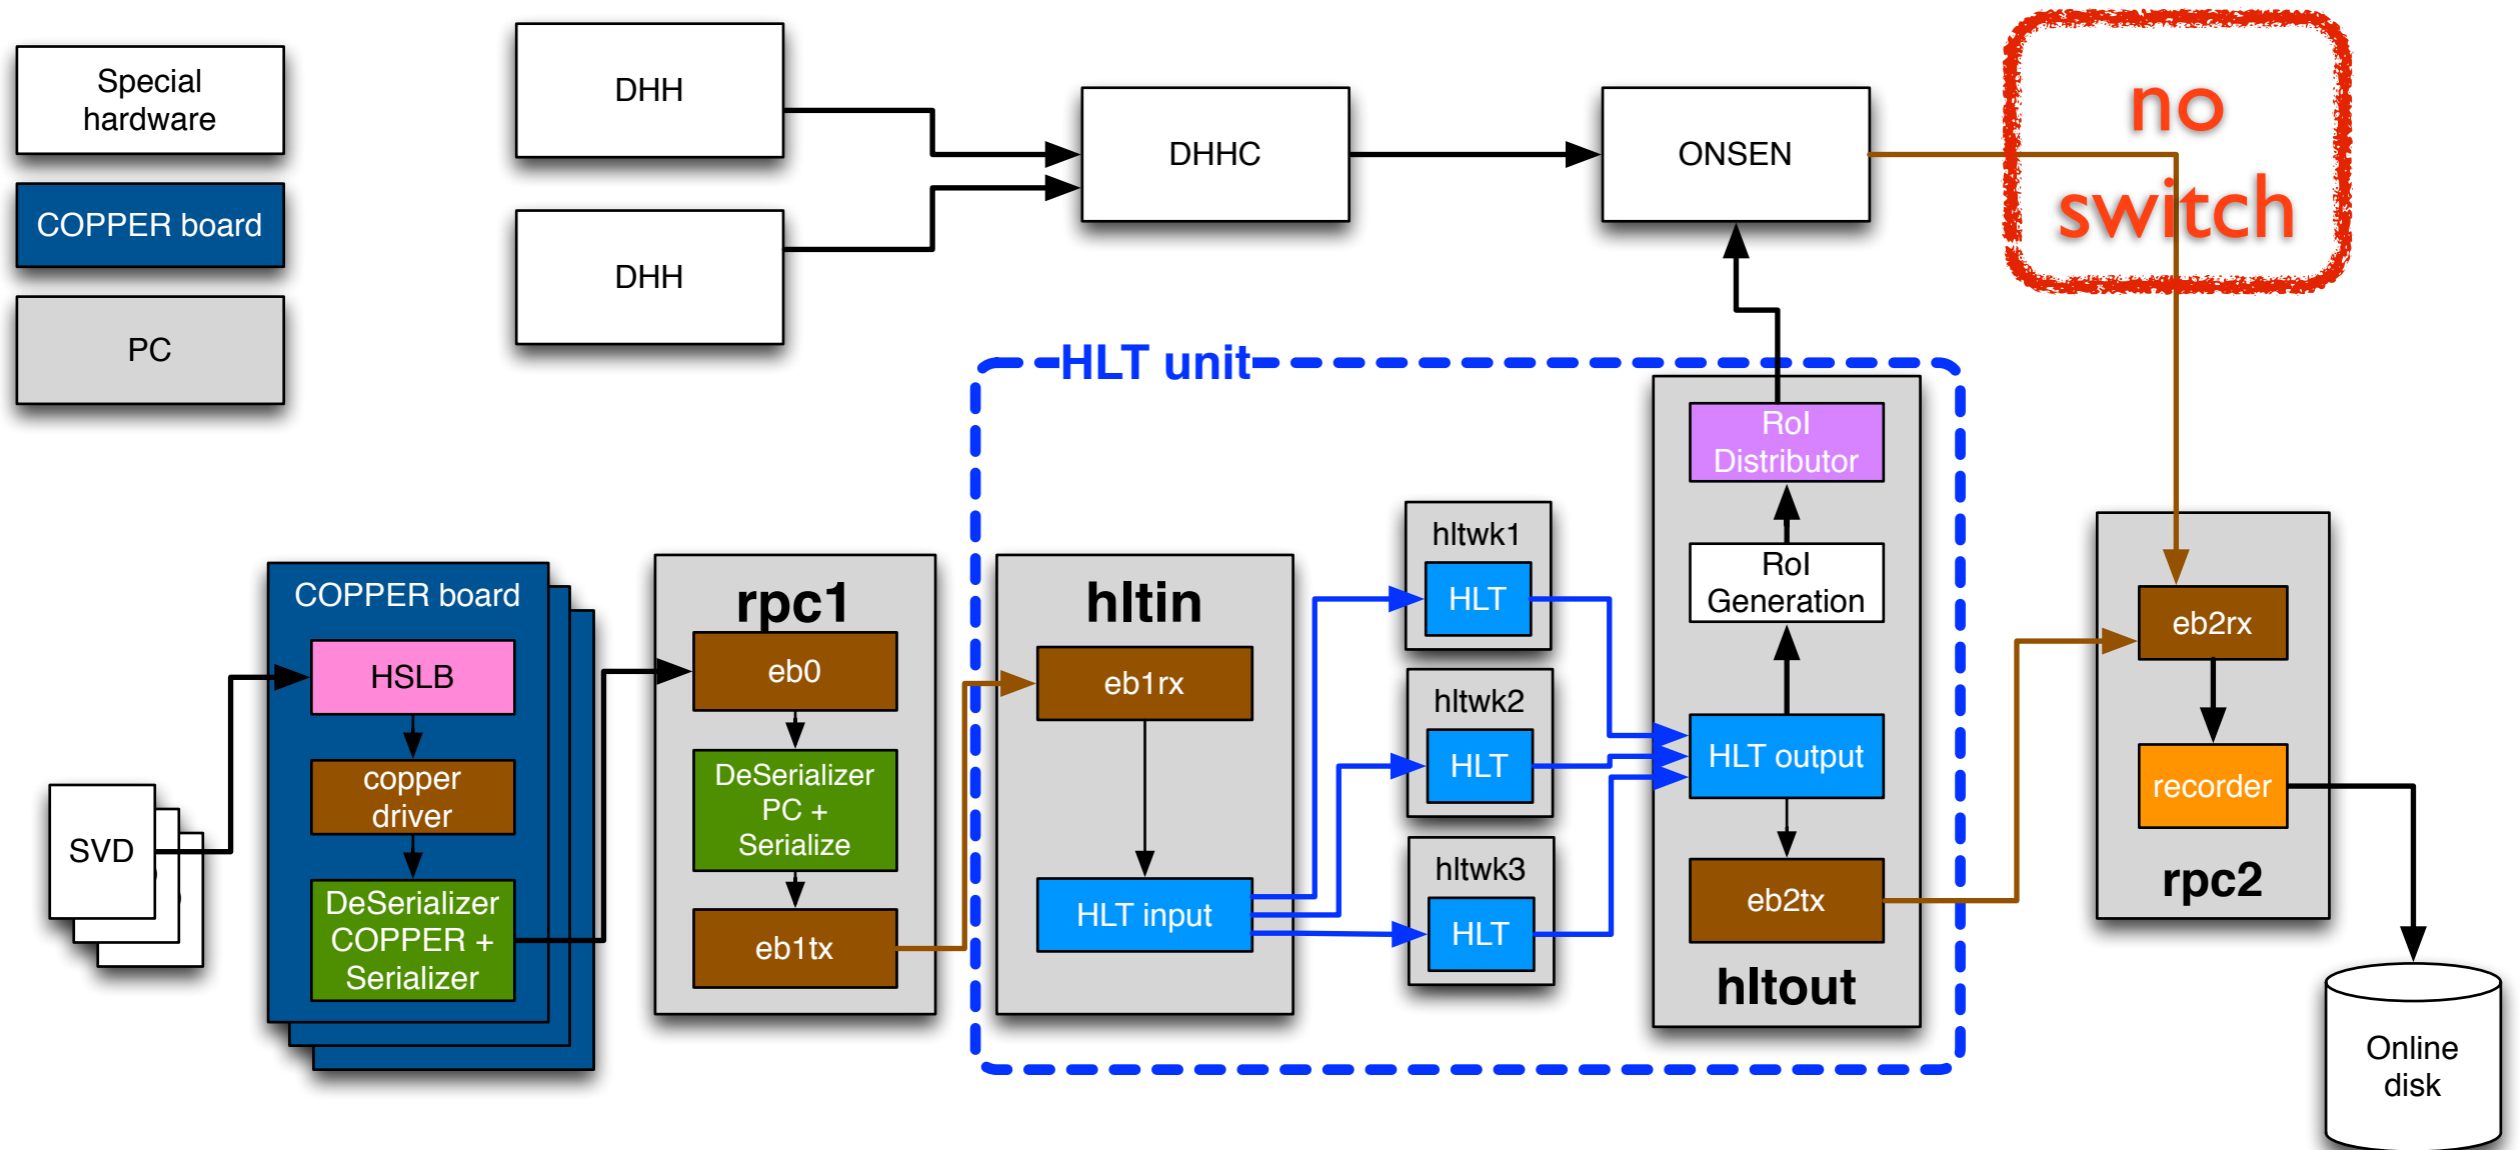 Special
hardware
COPPER board
PC
DHH
DHH
DHHC
ONSEN
no
switch
HLT unit
SVD
COPPER board
HSLB
copper
driver
DeSerializer
COPPER +
Serializer
rpc1
eb0
DeSerializer
PC +
Serialize
eb1tx
hltin
eb1rx
HLT input
hltwk1
HLT
hltwk2
HLT
hltwk3
HLT
RoI
Distributor
RoI
Generation
HLT output
eb2tx
hltout
eb2rx
recorder
rpc2
Online
disk